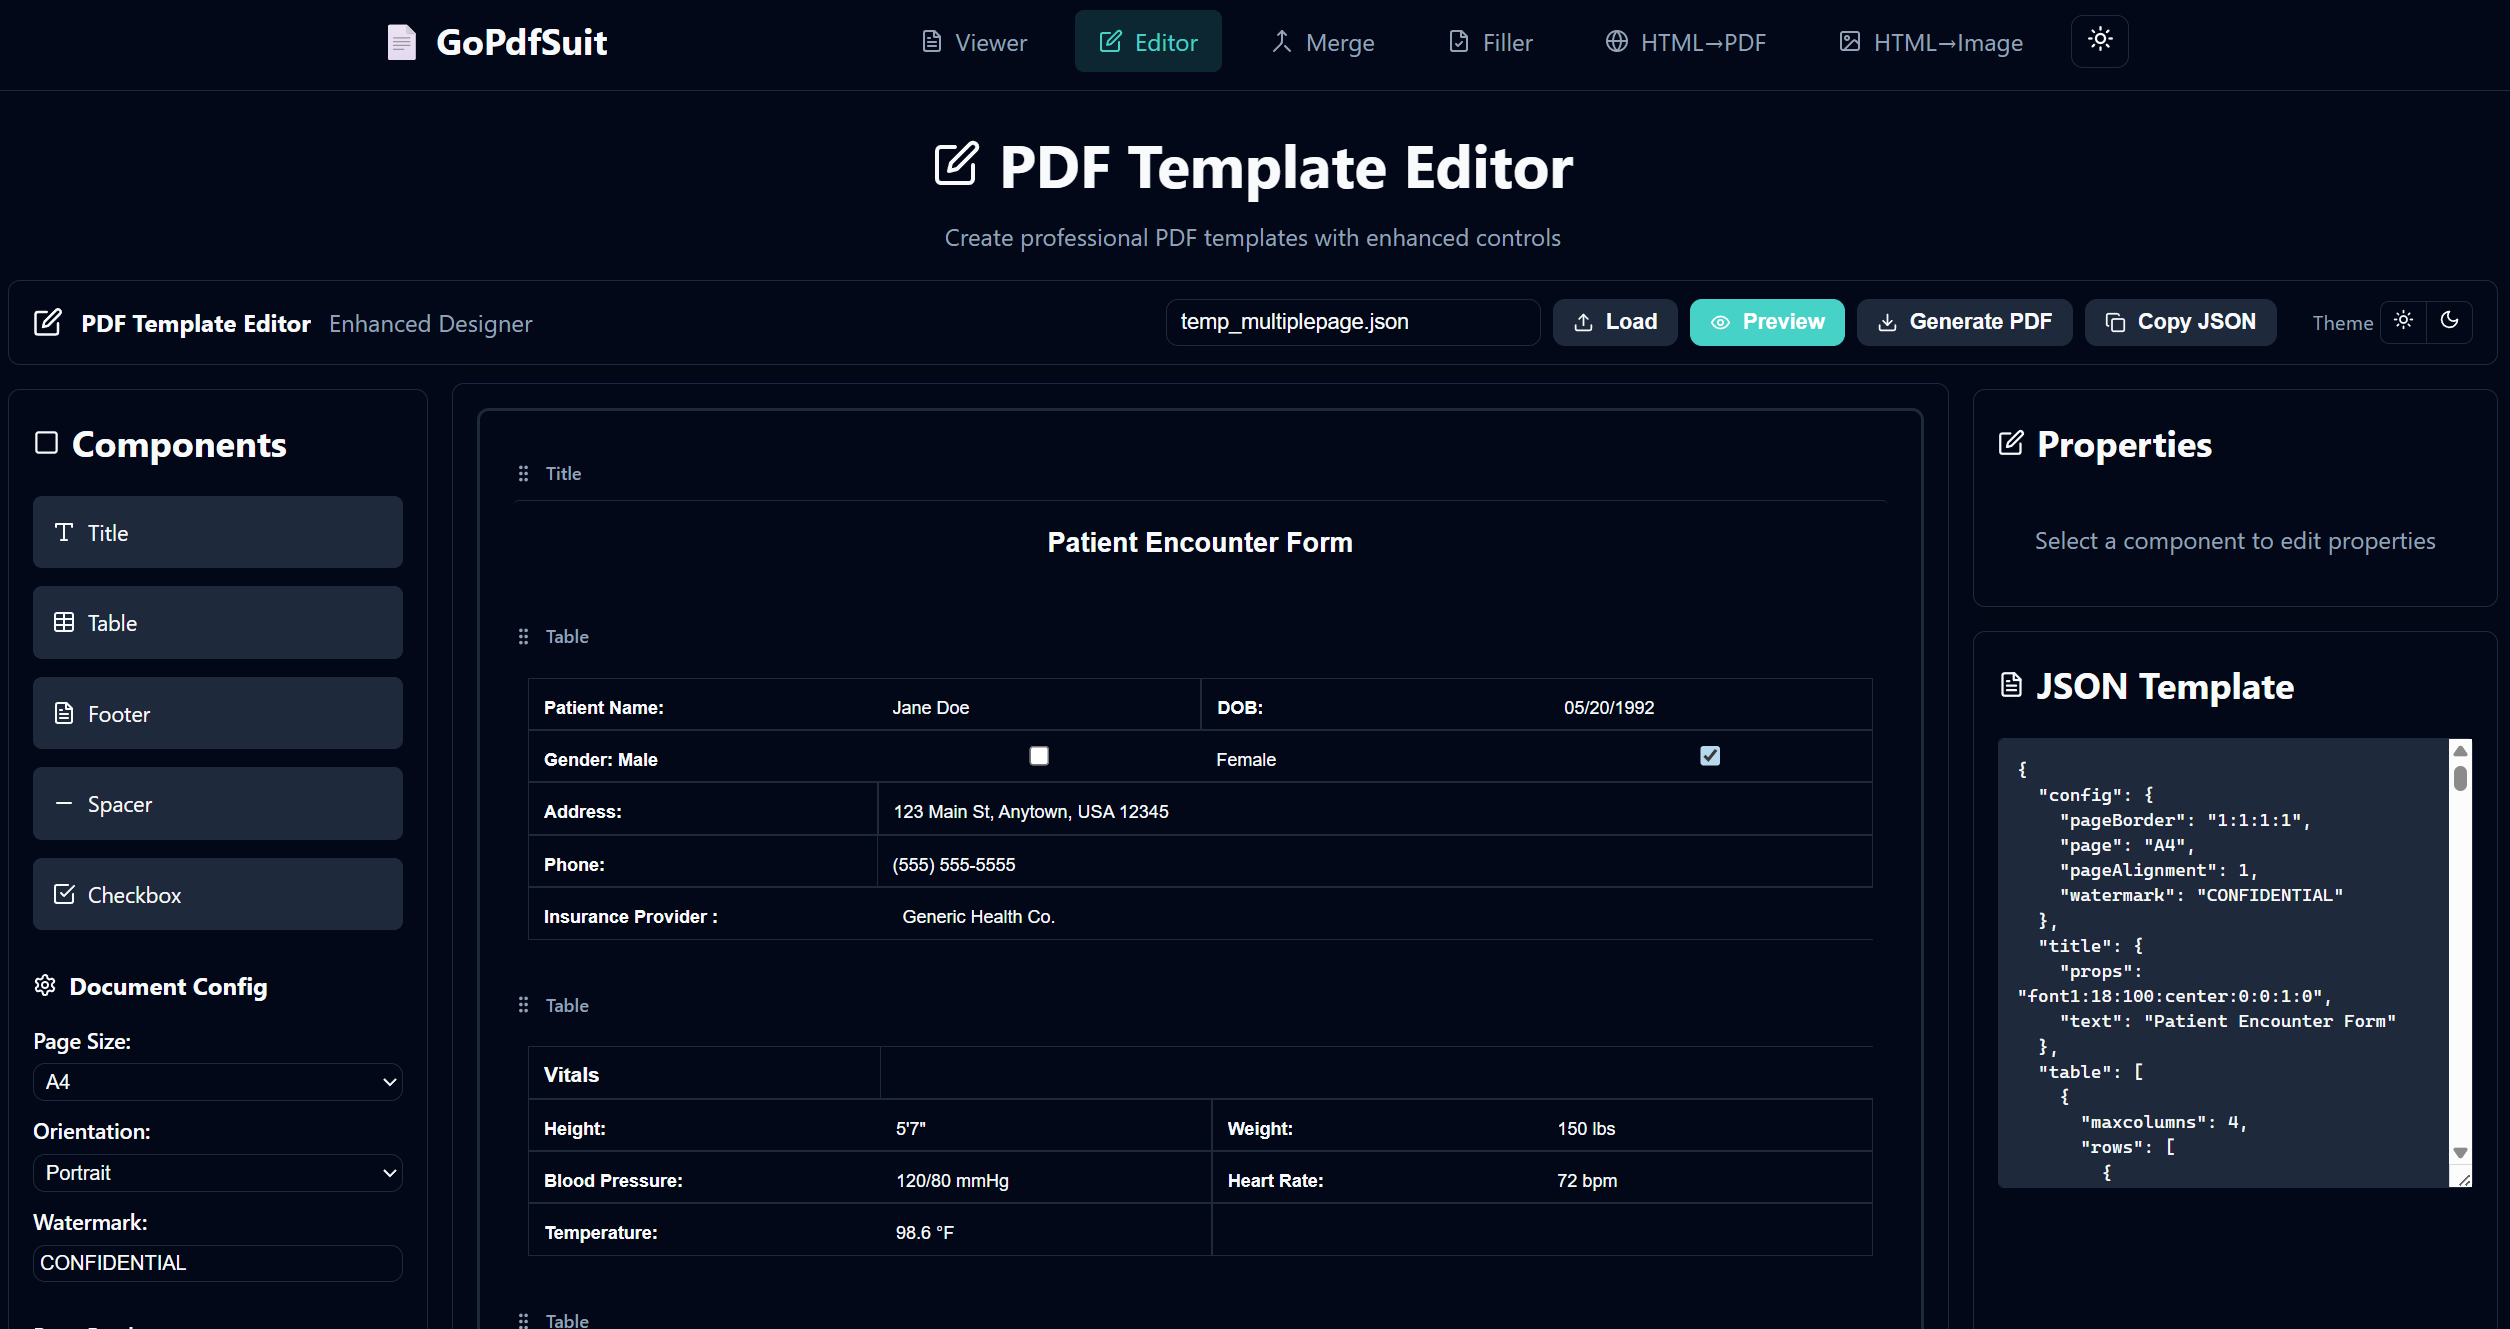 GoPdfSuit
Viewer
Editor
Merge
Filler
HTML→PDF
HTML→Image
PDF Template Editor
Create professional PDF templates with enhanced controls
PDF Template Editor Enhanced Designer
temp_multiplepage.json
Load
Preview
Generate PDF
Copy JSON
Theme
Components
Title
Table
Footer
Spacer
Checkbox
Document Config
Page Size:
A4
Orientation:
Portrait
Watermark:
CONFIDENTIAL
Title
Patient Encounter Form
Table
Patient Name: Jane Doe DOB: 05/20/1992
Gender: Male Female
Address: 123 Main St, Anytown, USA 12345
Phone: (555) 555-5555
Insurance Provider : Generic Health Co.
Table
Vitals
Height: 5'7" Weight: 150 lbs
Blood Pressure: 120/80 mmHg Heart Rate: 72 bpm
Temperature: 98.6 °F
Table
Properties
Select a component to edit properties
JSON Template
{
"config": {
"pageBorder": "1:1:1:1",
"page": "A4",
"pageAlignment": 1,
"watermark": "CONFIDENTIAL"
},
"title": {
"props":
"font1:18:100:center:0:0:1:0",
"text": "Patient Encounter Form"
},
"table": [
{
"maxcolumns": 4,
"rows": [
{